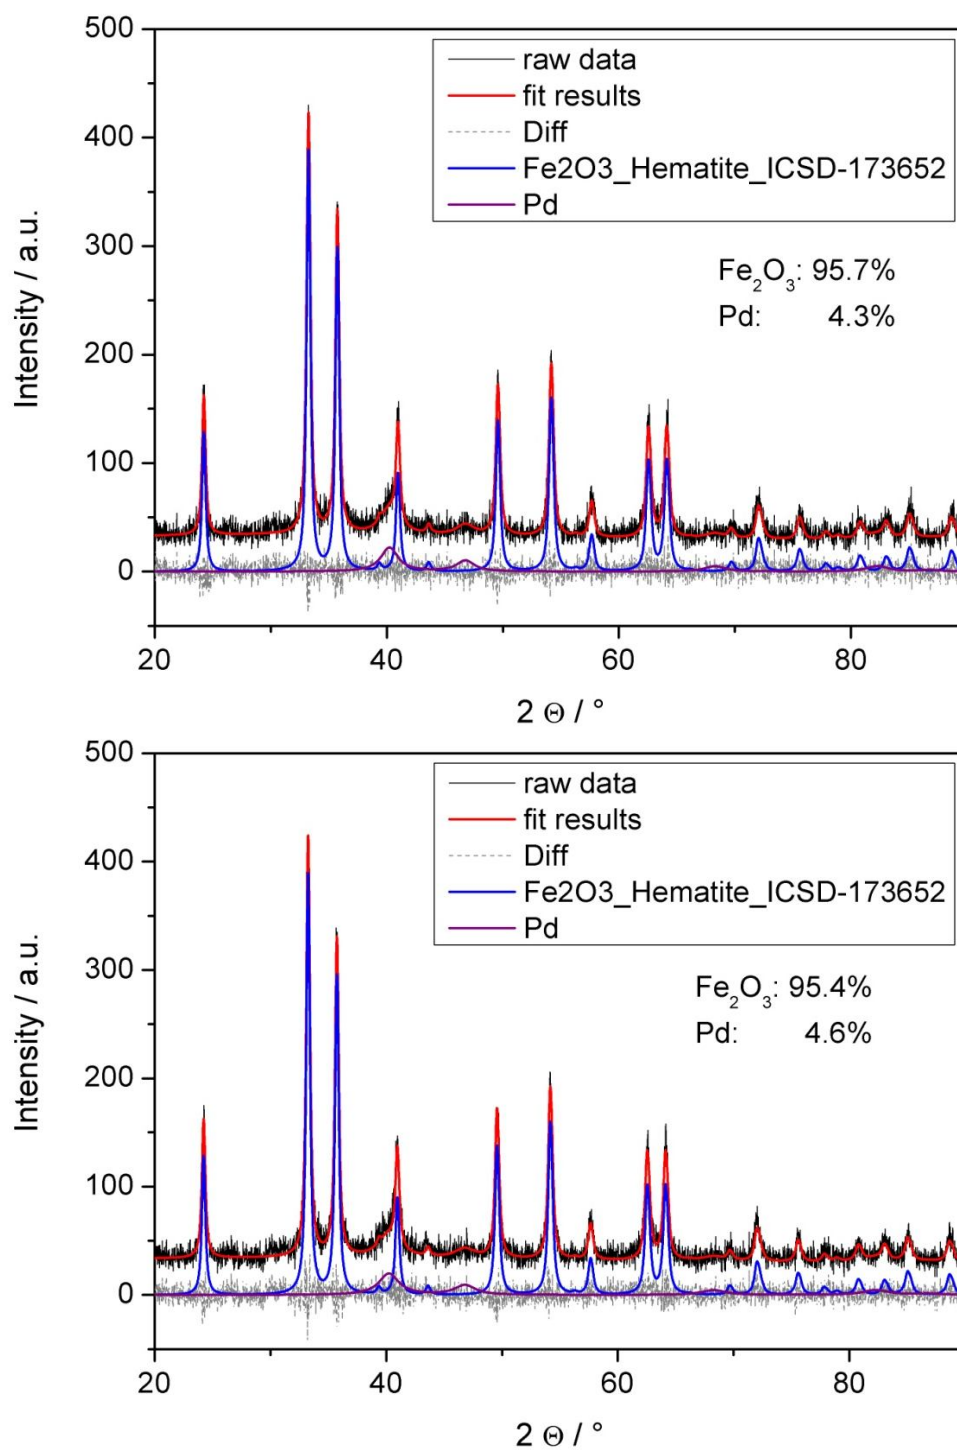 500
400
300
200
100
0
Intensity / a.u.
raw data
fit results
Diff
Fe2O3_Hematite_ICSD-173652
Pd
Fe₂O₃: 95.7%
Pd: 4.3%
20 40 60 80
2 Θ / °
500
400
300
200
100
0
Intensity / a.u.
raw data
fit results
Diff
Fe2O3_Hematite_ICSD-173652
Pd
Fe₂O₃: 95.4%
Pd: 4.6%
20 40 60 80
2 Θ / °